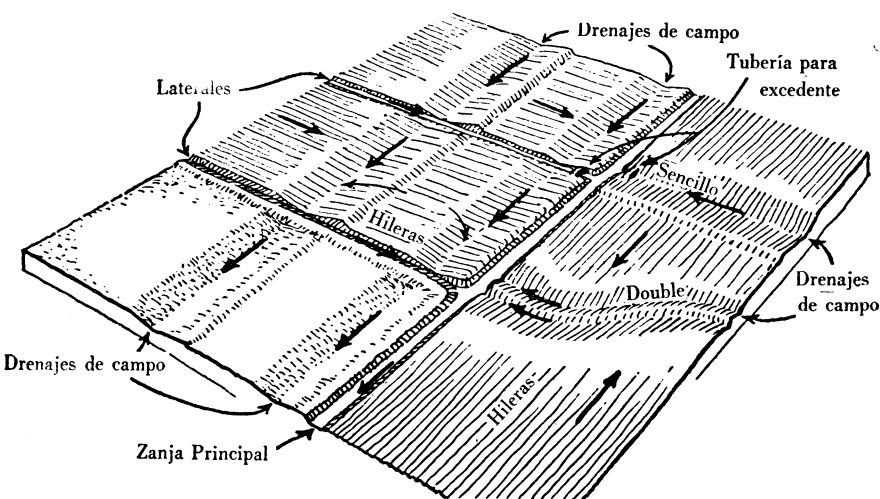 Drenajes de campo
Tubería para
excedente
Laterales
Sencillo
Hileras
Double
Drenajes
de campo
Drenajes de campo
Hileras
Zanja Principal